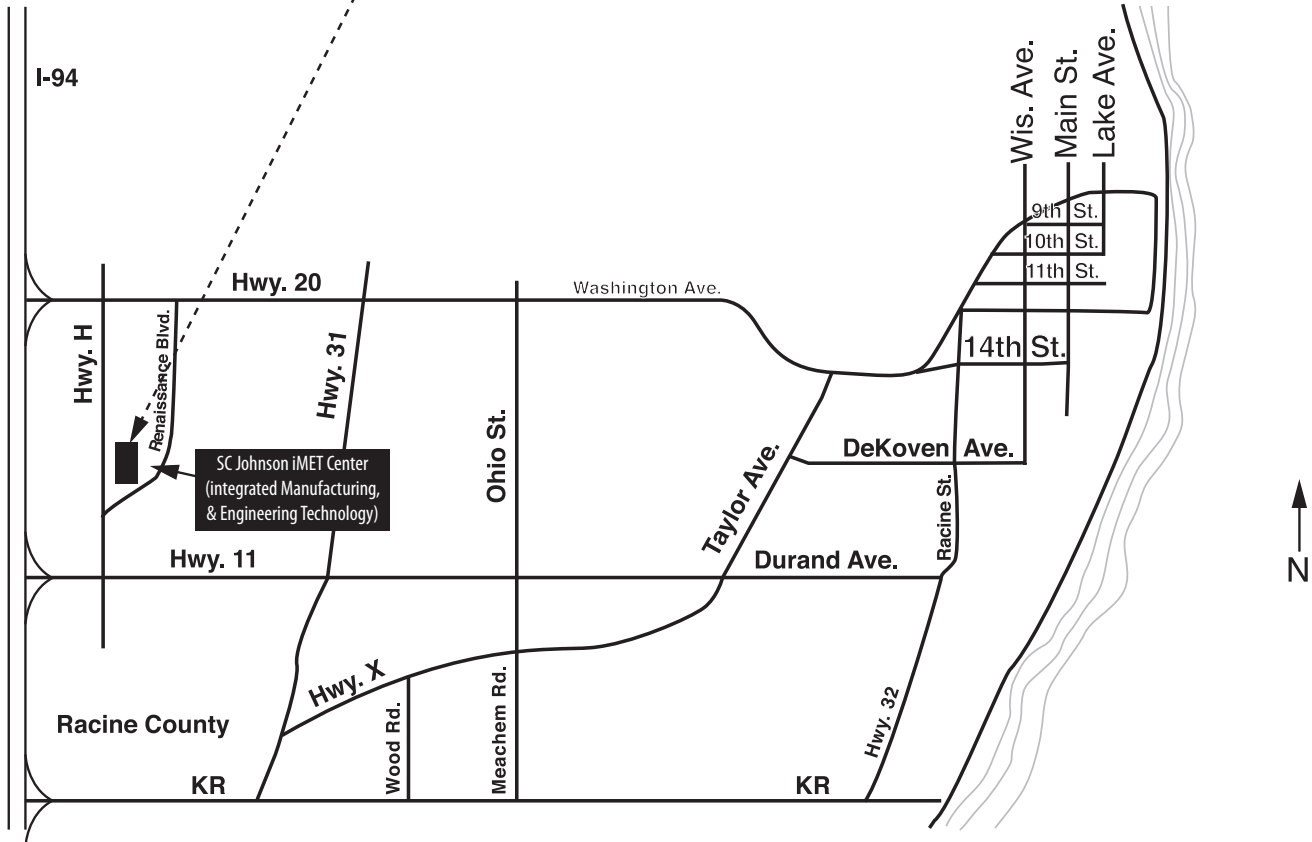 I-94
Wis. Ave.
Main St.
Lake Ave.
9th St.
10th St.
11th St.
Hwy. 20
Washington Ave.
Hwy. H
Renaissance Blvd.
Hwy. 31
14th St.
Ohio St.
DeKoven Ave.
SC Johnson iMET Center
(integrated Manufacturing,
& Engineering Technology)
Taylor Ave.
Racine St.
Hwy. 11
Durand Ave.
N
Hwy. X
Racine County
Wood Rd.
Meachem Rd.
Hwy. 32
KR
KR